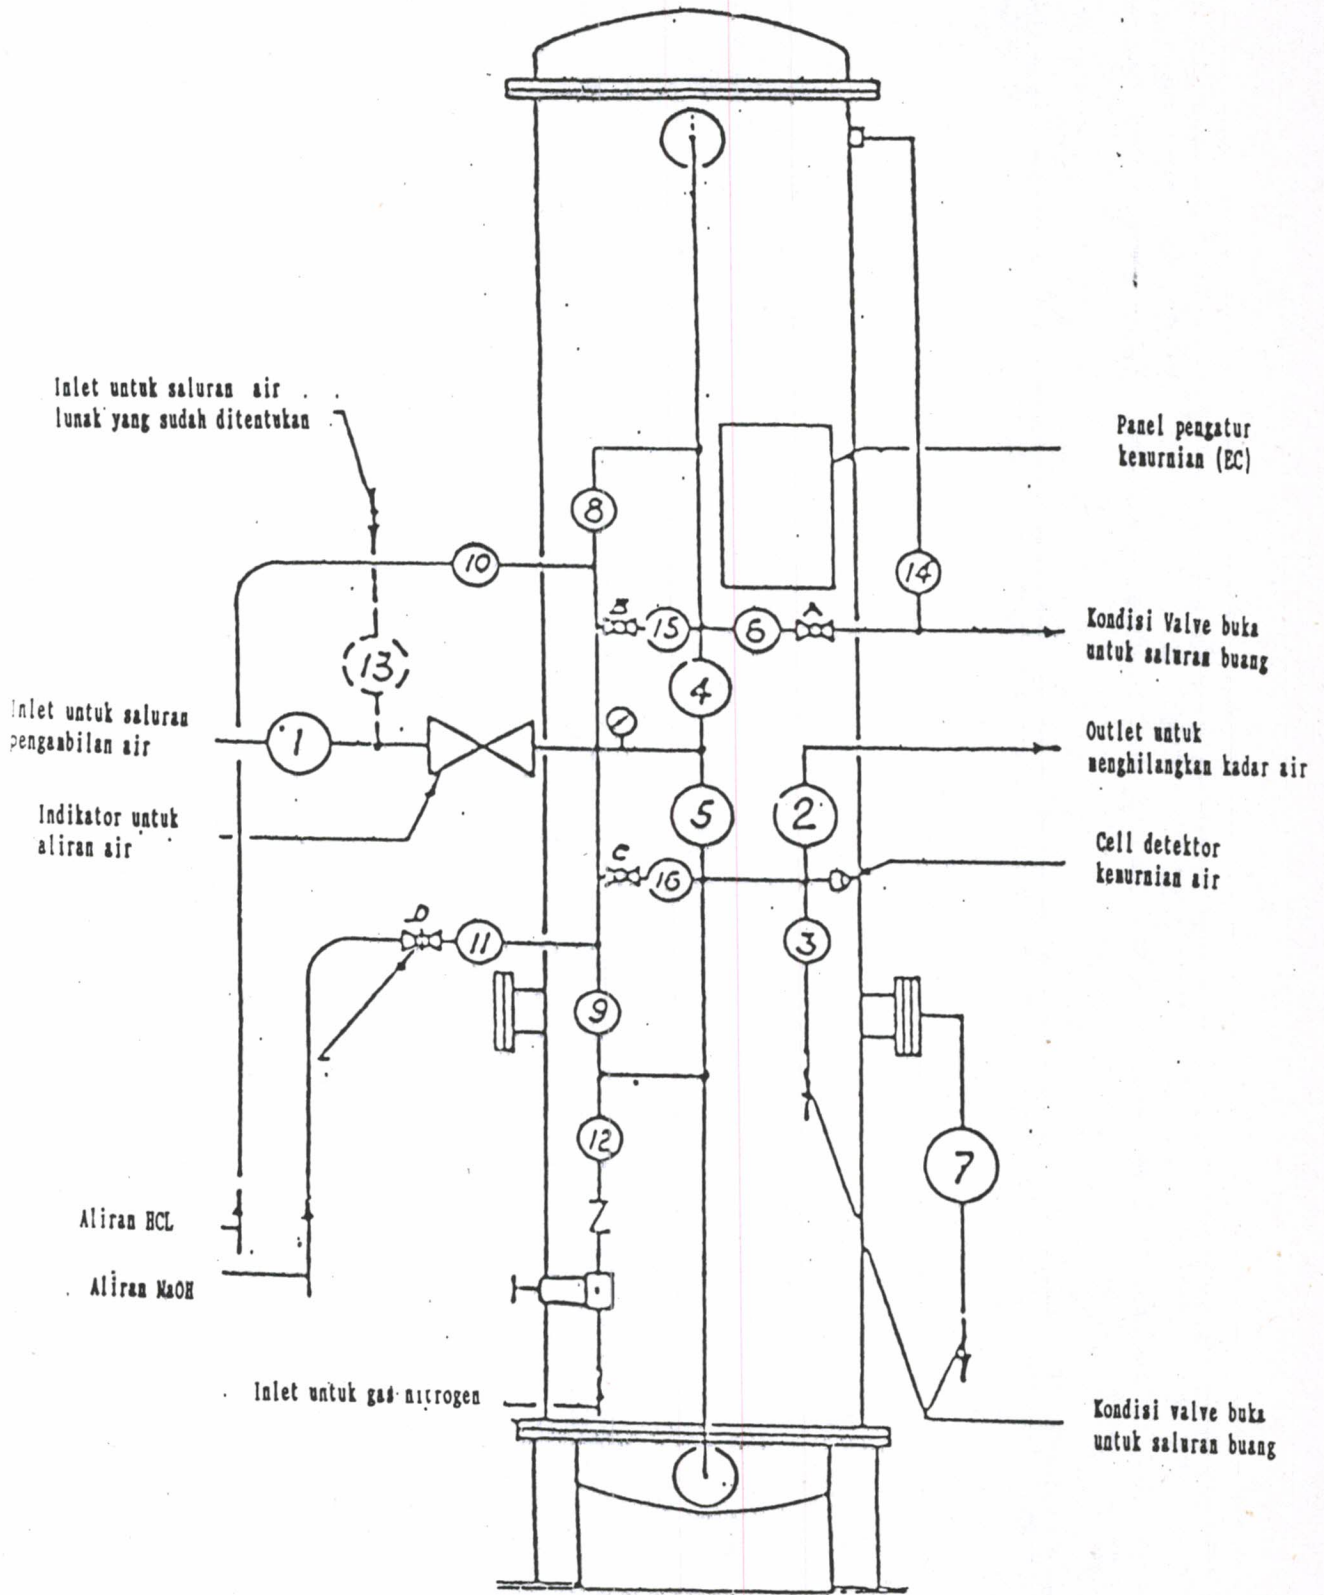 Inlet untuk saluran air
lunak yang sudah ditentukan
Panel pengatur
kemurnian (EC)
8
10
14
B
15
6
A
Kondisi Valve buka
untuk saluran buang
13
4
Inlet untuk saluran
pengambilan air
1
Outlet untuk
menghilangkan kadar air
5
2
Indikator untuk
aliran air
Cell detektor
kemurnian air
C
16
D
11
3
9
12
7
Aliran HCL
Aliran NaOH
Inlet untuk gas nitrogen
Kondisi valve buka
untuk saluran buang